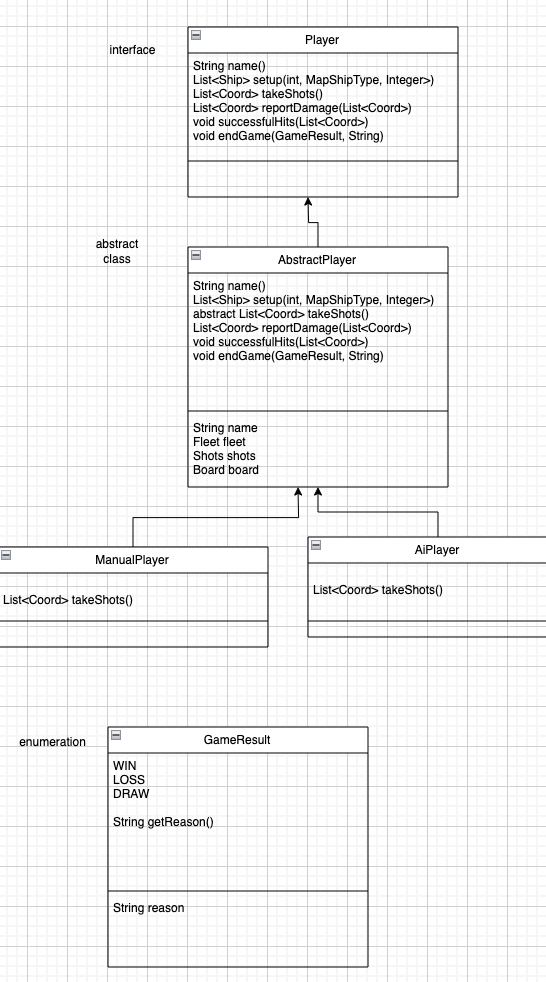 interface
Player
String name()
List<Ship> setup(int, MapShipType, Integer>)
List<Coord> takeShots()
List<Coord> reportDamage(List<Coord>)
void successfulHits(List<Coord>)
void endGame(GameResult, String)
abstract
class
AbstractPlayer
String name()
List<Ship> setup(int, MapShipType, Integer>)
abstract List<Coord> takeShots()
List<Coord> reportDamage(List<Coord>)
void successfulHits(List<Coord>)
void endGame(GameResult, String)
String name
Fleet fleet
Shots shots
Board board
ManualPlayer
List<Coord> takeShots()
AiPlayer
List<Coord> takeShots()
enumeration
GameResult
WIN
LOSS
DRAW
String getReason()
String reason